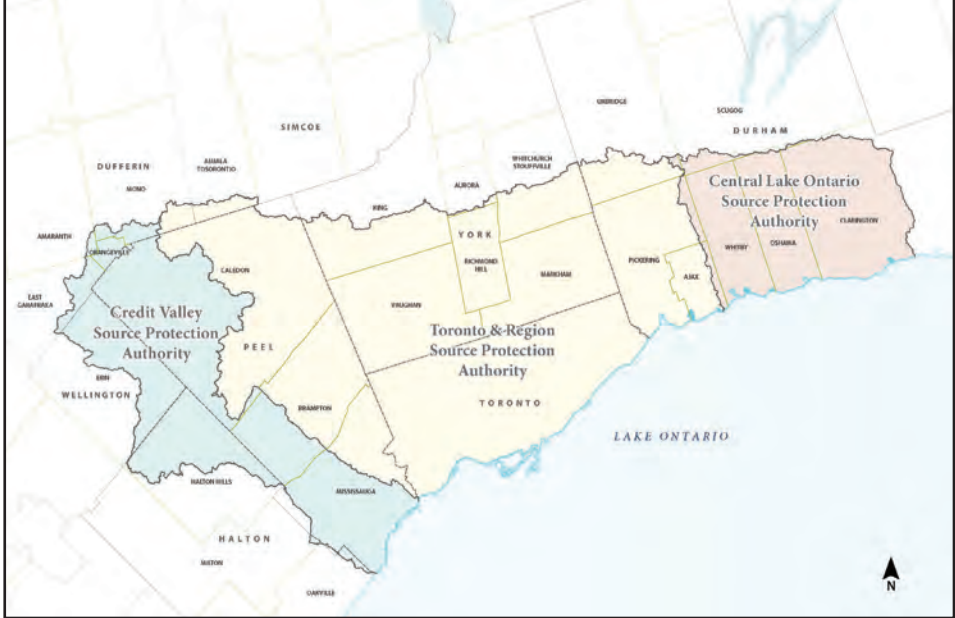 UXBRIDGE
SCUGOG
DURHAM
SIMCOE
DUFFERIN
ADJALA
TOSORONTIO
MONO
WHITCHURCH
STOUFFVILLE
AURORA
KING
Central Lake Ontario
Source Protection
Authority
CLARINGTON
WHITBY
OSHAWA
AMARANTH
ORANGEVILLE
YORK
RICHMOND
HILL
MARKHAM
PICKERING
AJAX
CALEDON
EAST
GARAFRAXA
VAUGHAN
Credit Valley
Source Protection
Authority
PEEL
Toronto & Region
Source Protection
Authority
ERIN
WELLINGTON
BRAMPTON
TORONTO
LAKE ONTARIO
HALTON HILLS
MISSISSAUGA
HALTON
MILTON
OAKVILLE
N